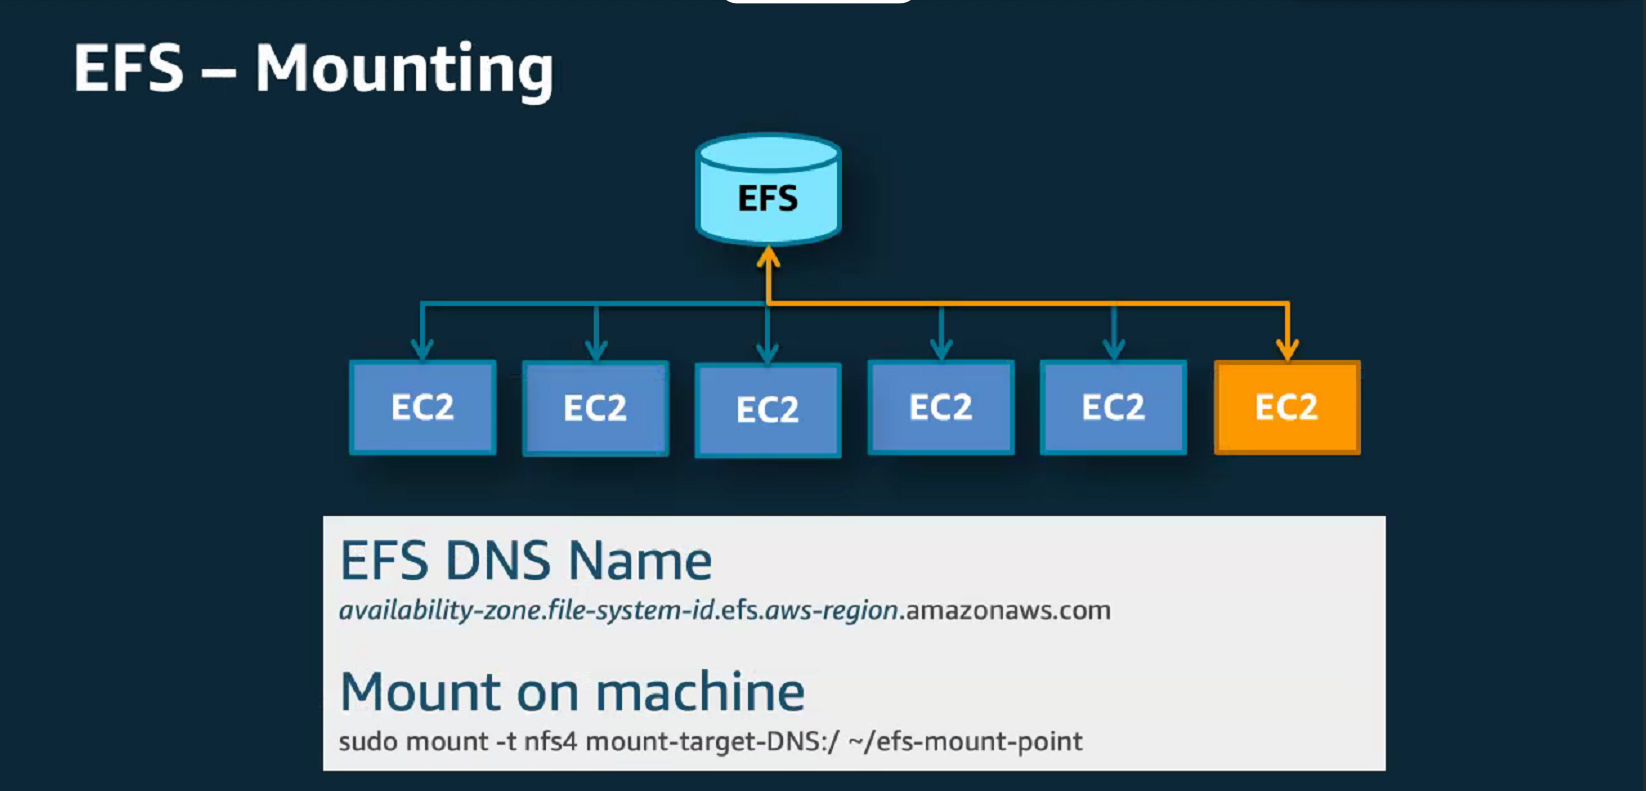 EFS – Mounting
EFS
EC2 EC2 EC2 EC2 EC2 EC2
EFS DNS Name
availability-zone.file-system-id.efs.aws-region.amazonaws.com
Mount on machine
sudo mount -t nfs4 mount-target-DNS:/ ~/efs-mount-point